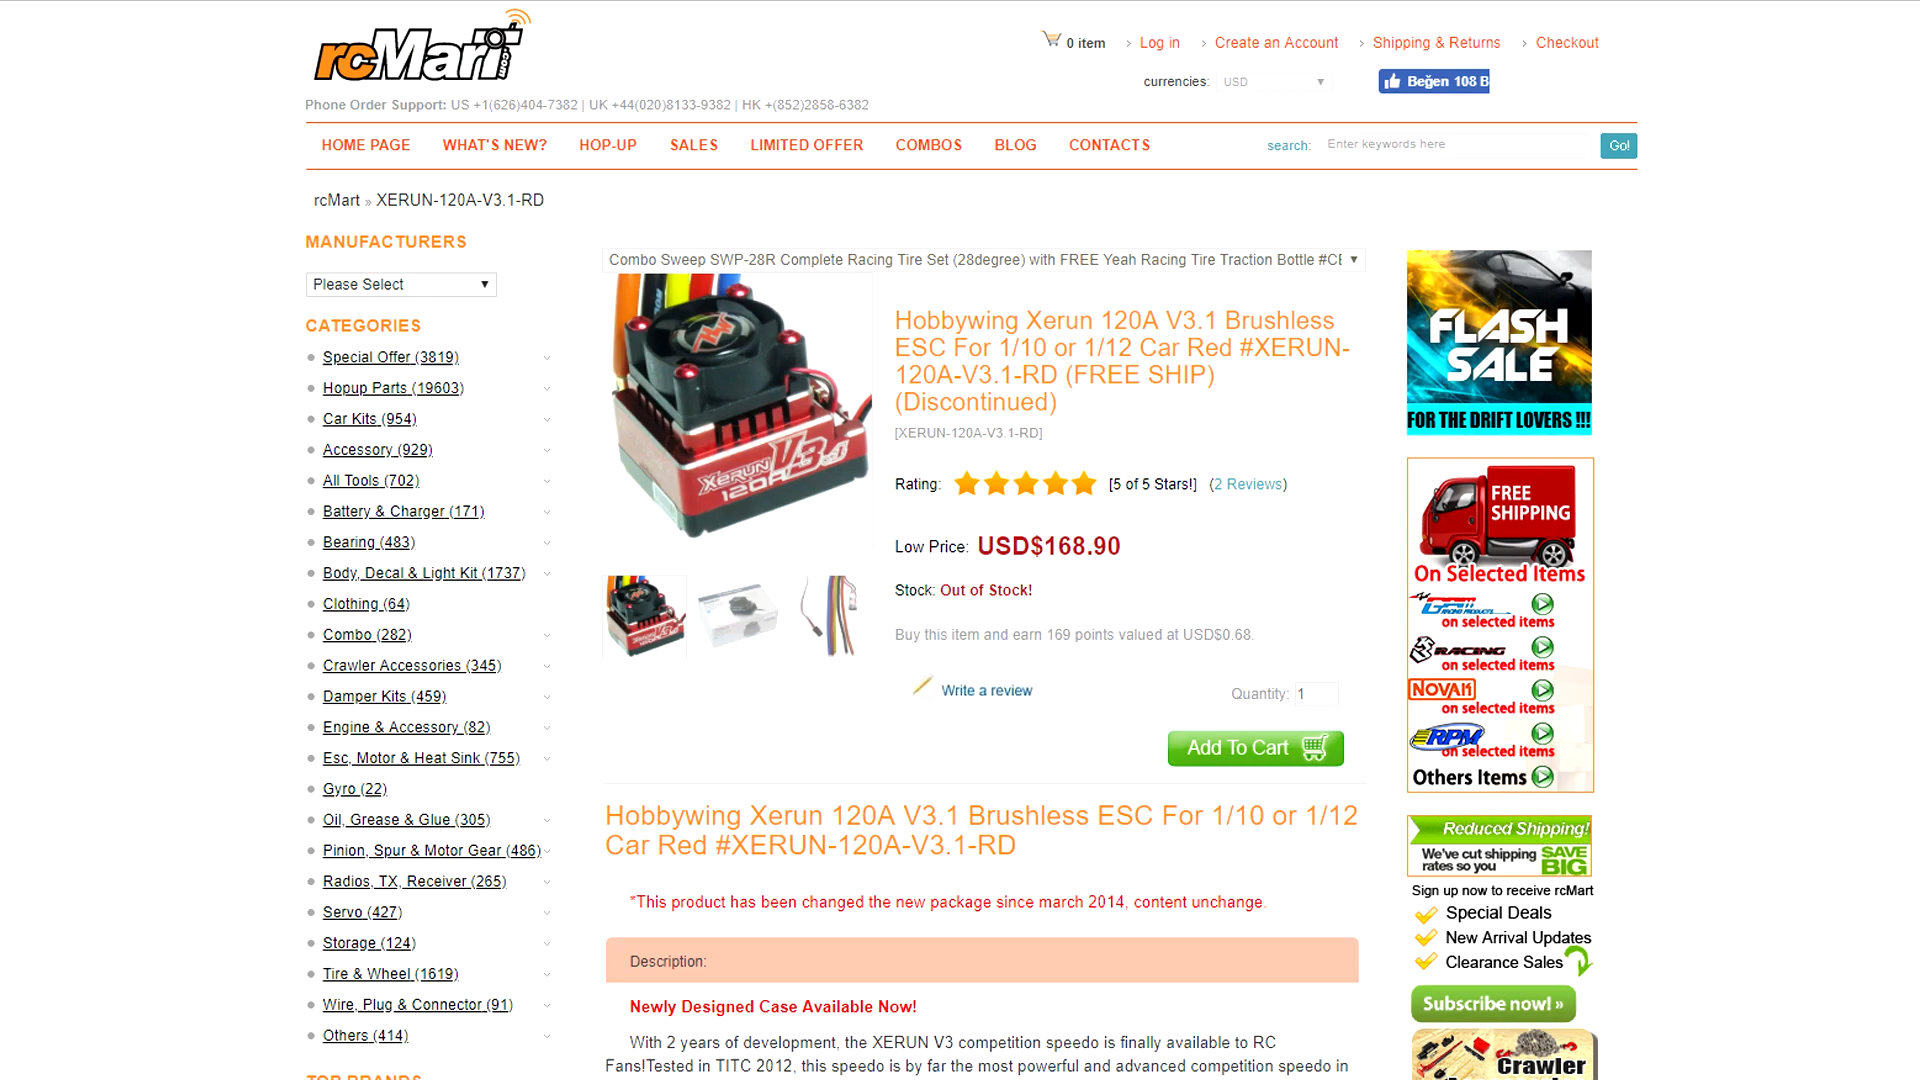 rcMart.com
0 item
Log in
Create an Account
Shipping & Returns
Checkout
currencies: USD
Beğen 108 B
Phone Order Support: US +1(626)404-7382 | UK +44(020)8133-9382 | HK +(852)2858-6382
HOME PAGE
WHAT'S NEW?
HOP-UP
SALES
LIMITED OFFER
COMBOS
BLOG
CONTACTS
search: Enter keywords here
Go!
rcMart » XERUN-120A-V3.1-RD
MANUFACTURERS
Please Select
CATEGORIES
Special Offer (3819)
Hopup Parts (19603)
Car Kits (954)
Accessory (929)
All Tools (702)
Battery & Charger (171)
Bearing (483)
Body, Decal & Light Kit (1737)
Clothing (64)
Combo (282)
Crawler Accessories (345)
Damper Kits (459)
Engine & Accessory (82)
Esc, Motor & Heat Sink (755)
Gyro (22)
Oil, Grease & Glue (305)
Pinion, Spur & Motor Gear (486)
Radios, TX, Receiver (265)
Servo (427)
Storage (124)
Tire & Wheel (1619)
Wire, Plug & Connector (91)
Others (414)
TOP BRANDS
Combo Sweep SWP-28R Complete Racing Tire Set (28degree) with FREE Yeah Racing Tire Traction Bottle #CE
XERUN V3.1
120A
Hobbywing Xerun 120A V3.1 Brushless
ESC For 1/10 or 1/12 Car Red #XERUN-
120A-V3.1-RD (FREE SHIP)
(Discontinued)
[XERUN-120A-V3.1-RD]
Rating: [5 of 5 Stars!] (2 Reviews)
Low Price: USD$168.90
Stock: Out of Stock!
Buy this item and earn 169 points valued at USD$0.68.
Write a review
Quantity: 1
Add To Cart
Hobbywing Xerun 120A V3.1 Brushless ESC For 1/10 or 1/12
Car Red #XERUN-120A-V3.1-RD
*This product has been changed the new package since march 2014, content unchange.
Description:
Newly Designed Case Available Now!
With 2 years of development, the XERUN V3 competition speedo is finally available to RC
Fans!Tested in TITC 2012, this speedo is by far the most powerful and advanced competition speedo in
FLASH
SALE
FOR THE DRIFT LOVERS !!!
FREE
SHIPPING
On Selected Items
GPM
RACING PRODUCTS
on selected items
3RACING
on selected items
NOVAK
on selected items
RPM
on selected items
Others Items
Reduced Shipping!
We've cut shipping
rates so you
SAVE
BIG
Sign up now to receive rcMart
Special Deals
New Arrival Updates
Clearance Sales
Subscribe now! »
Crawler